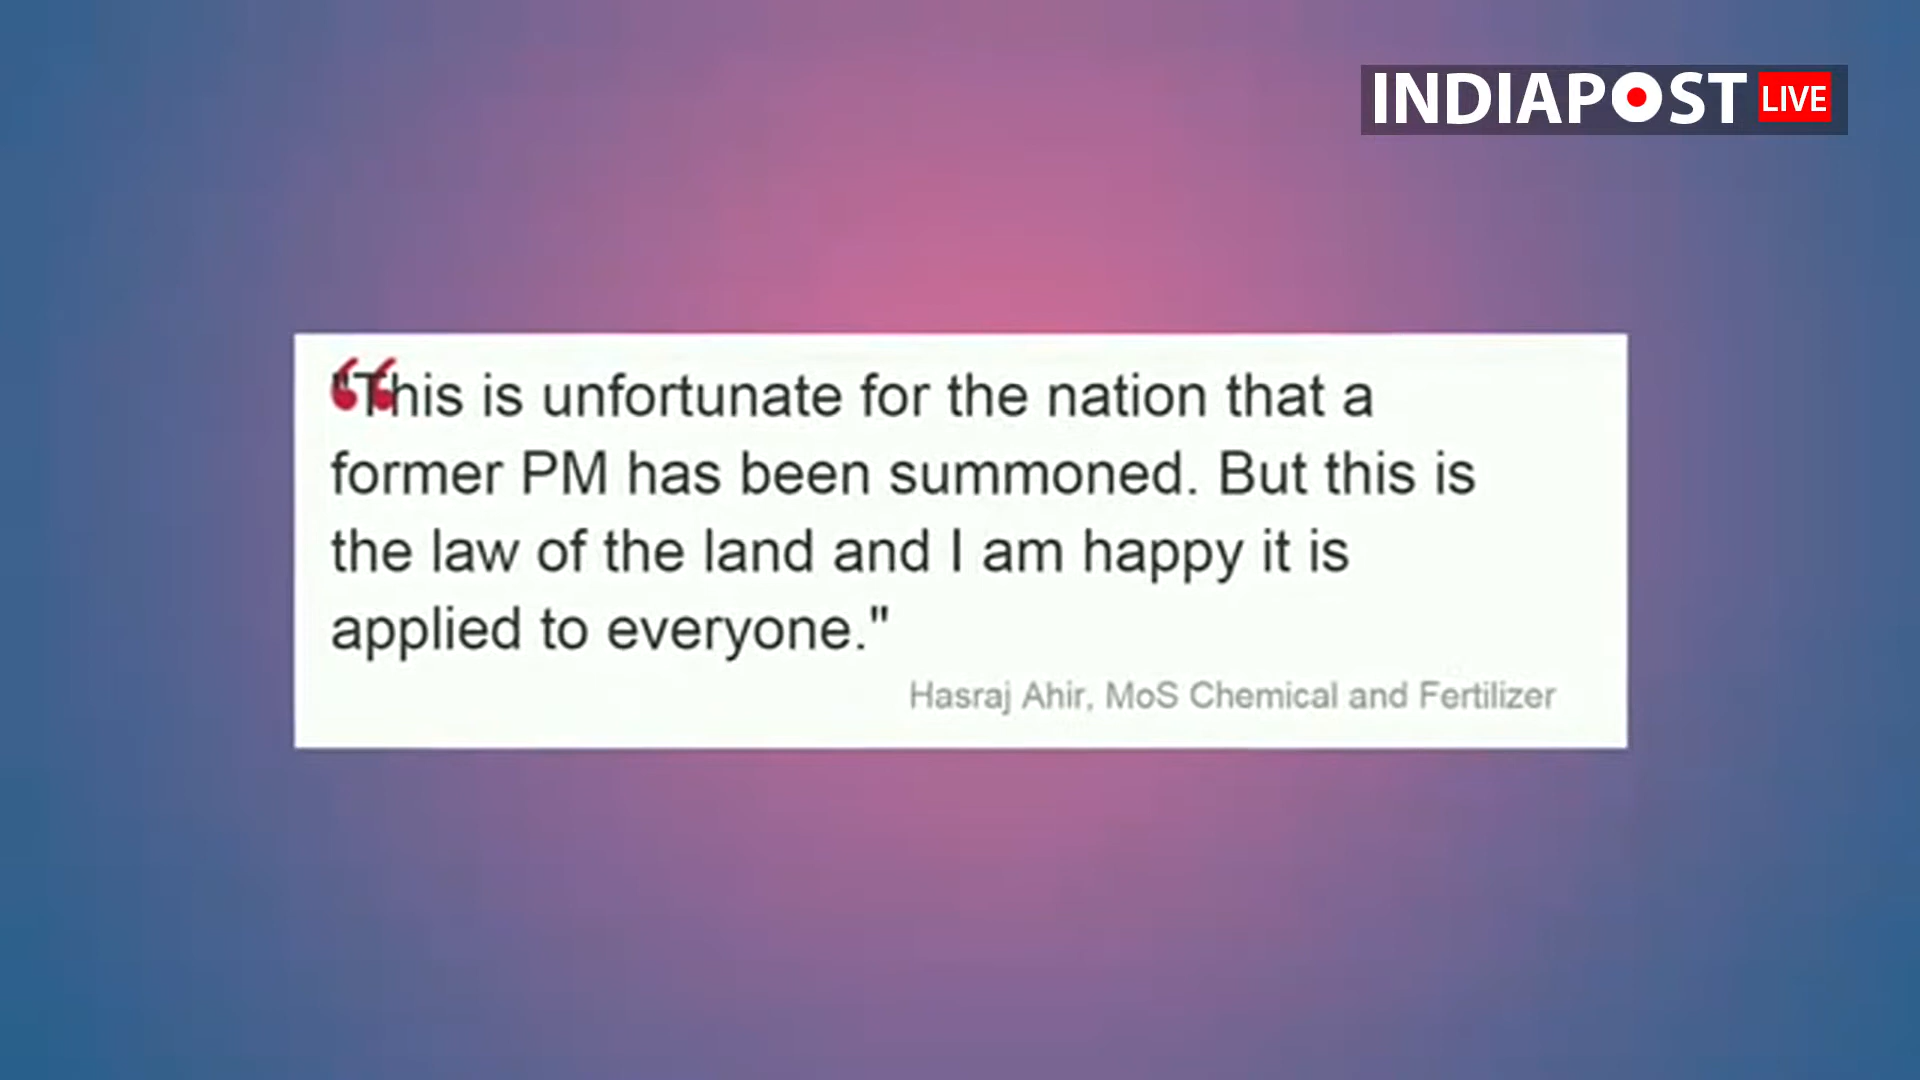 INDIAPOST LIVE
"This is unfortunate for the nation that a
former PM has been summoned. But this is
the law of the land and I am happy it is
applied to everyone."
Hasraj Ahir, MoS Chemical and Fertilizer